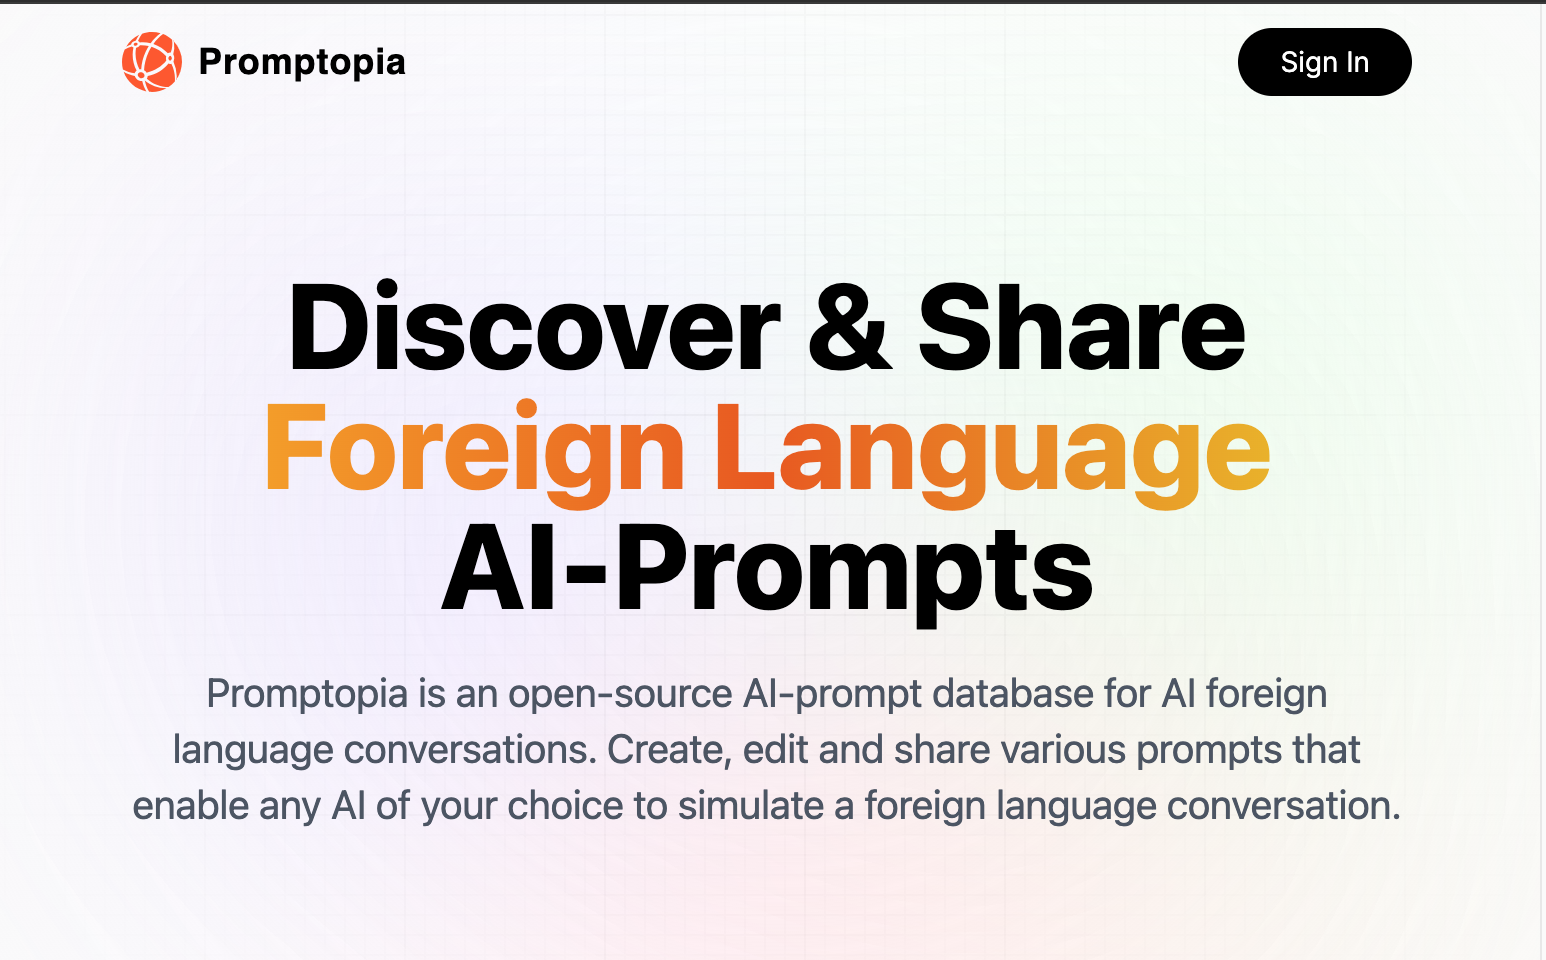 Promptopia
Sign In
Discover & Share
Foreign Language
AI-Prompts
Promptopia is an open-source AI-prompt database for AI foreign
language conversations. Create, edit and share various prompts that
enable any AI of your choice to simulate a foreign language conversation.